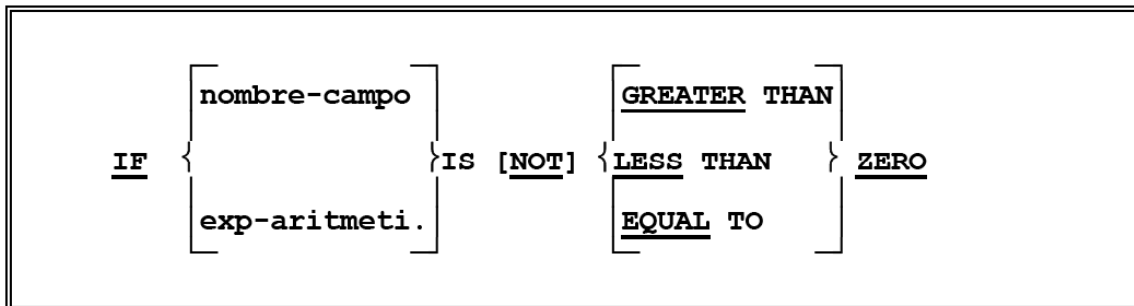 nombre-campo GREATER THAN
IF { }IS [NOT] {LESS THAN } ZERO
exp-aritmeti. EQUAL TO